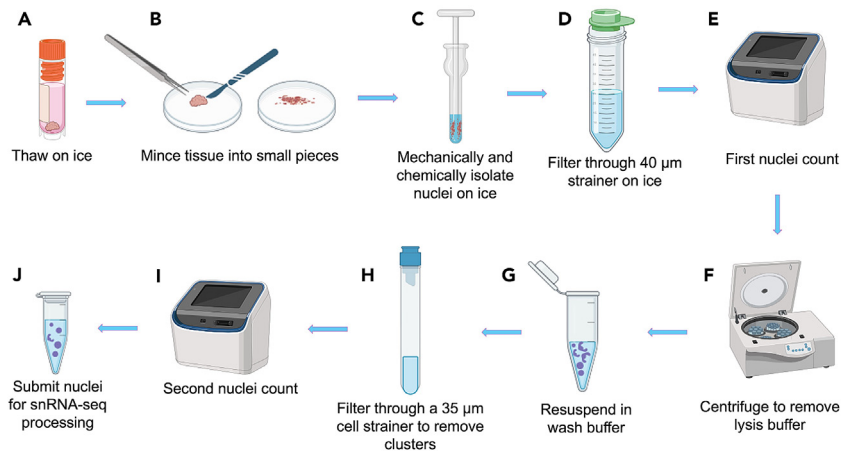 A
B
C
D
E
Thaw on ice
Mince tissue into small pieces
Mechanically and
chemically isolate
nuclei on ice
Filter through 40 μm
strainer on ice
First nuclei count
J
I
H
G
F
Submit nuclei
for snRNA-seq
processing
Second nuclei count
Filter through a 35 μm
cell strainer to remove
clusters
Resuspend in
wash buffer
Centrifuge to remove
lysis buffer